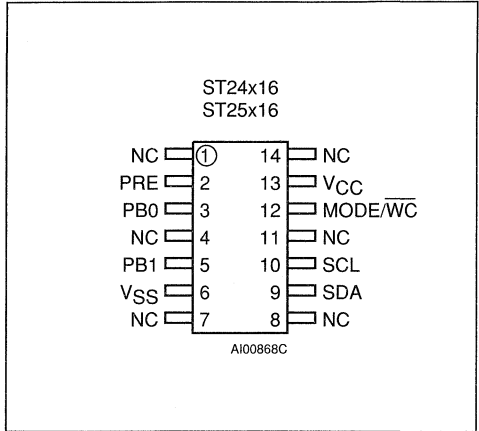 ST24x16
ST25x16
NC 1 14 NC
PRE 2 13 VCC
PB0 3 12 MODE/W̅C̅
NC 4 11 NC
PB1 5 10 SCL
VSS 6 9 SDA
NC 7 8 NC
AI00868C